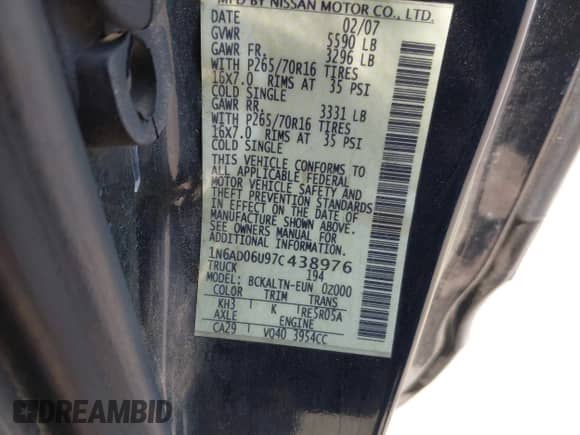 MFD BY NISSAN MOTOR CO., LTD.
DATE 02/07
GVWR 5590 LB
GAWR FR. 3296 LB
WITH P265/70R16 TIRES
16X7.0 RIMS AT 35 PSI
COLD SINGLE
GAWR RR. 3331 LB
WITH P265/70R16 TIRES
16X7.0 RIMS AT 35 PSI
COLD SINGLE
THIS VEHICLE CONFORMS TO
ALL APPLICABLE FEDERAL
MOTOR VEHICLE SAFETY AND
THEFT PREVENTION STANDARDS
IN EFFECT ON THE DATE OF
MANUFACTURE SHOWN ABOVE.
SEE OWNERS MANUAL FOR
ADDITIONAL INFORMATION.
1N6AD06U97C438976
TRUCK 194
MODEL: BCKALTN-EUN 02000
COLOR TRIM TRANS
KH3 K RE5R05A
AXLE ENGINE
CA29 VQ40 3954CC
DREAMBID